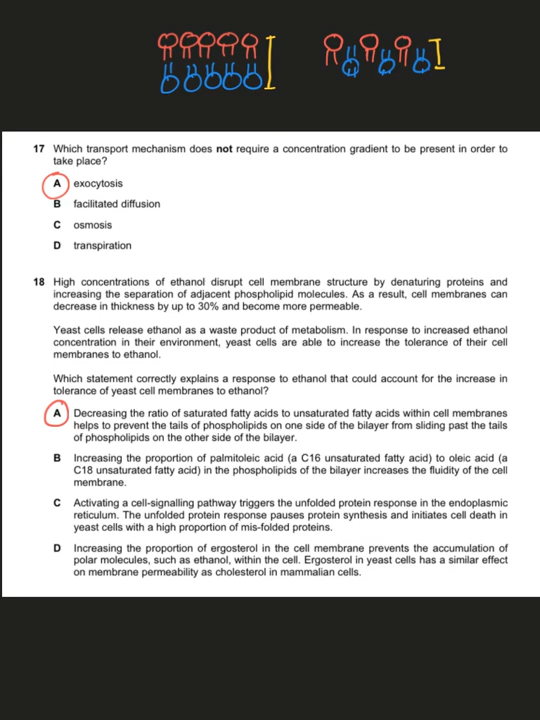 17 Which transport mechanism does not require a concentration gradient to be present in order to
take place?
A exocytosis
B facilitated diffusion
C osmosis
D transpiration
18 High concentrations of ethanol disrupt cell membrane structure by denaturing proteins and
increasing the separation of adjacent phospholipid molecules. As a result, cell membranes can
decrease in thickness by up to 30% and become more permeable.
Yeast cells release ethanol as a waste product of metabolism. In response to increased ethanol
concentration in their environment, yeast cells are able to increase the tolerance of their cell
membranes to ethanol.
Which statement correctly explains a response to ethanol that could account for the increase in
tolerance of yeast cell membranes to ethanol?
A Decreasing the ratio of saturated fatty acids to unsaturated fatty acids within cell membranes
helps to prevent the tails of phospholipids on one side of the bilayer from sliding past the tails
of phospholipids on the other side of the bilayer.
B Increasing the proportion of palmitoleic acid (a C16 unsaturated fatty acid) to oleic acid (a
C18 unsaturated fatty acid) in the phospholipids of the bilayer increases the fluidity of the cell
membrane.
C Activating a cell-signalling pathway triggers the unfolded protein response in the endoplasmic
reticulum. The unfolded protein response pauses protein synthesis and initiates cell death in
yeast cells with a high proportion of mis-folded proteins.
D Increasing the proportion of ergosterol in the cell membrane prevents the accumulation of
polar molecules, such as ethanol, within the cell. Ergosterol in yeast cells has a similar effect
on membrane permeability as cholesterol in mammalian cells.